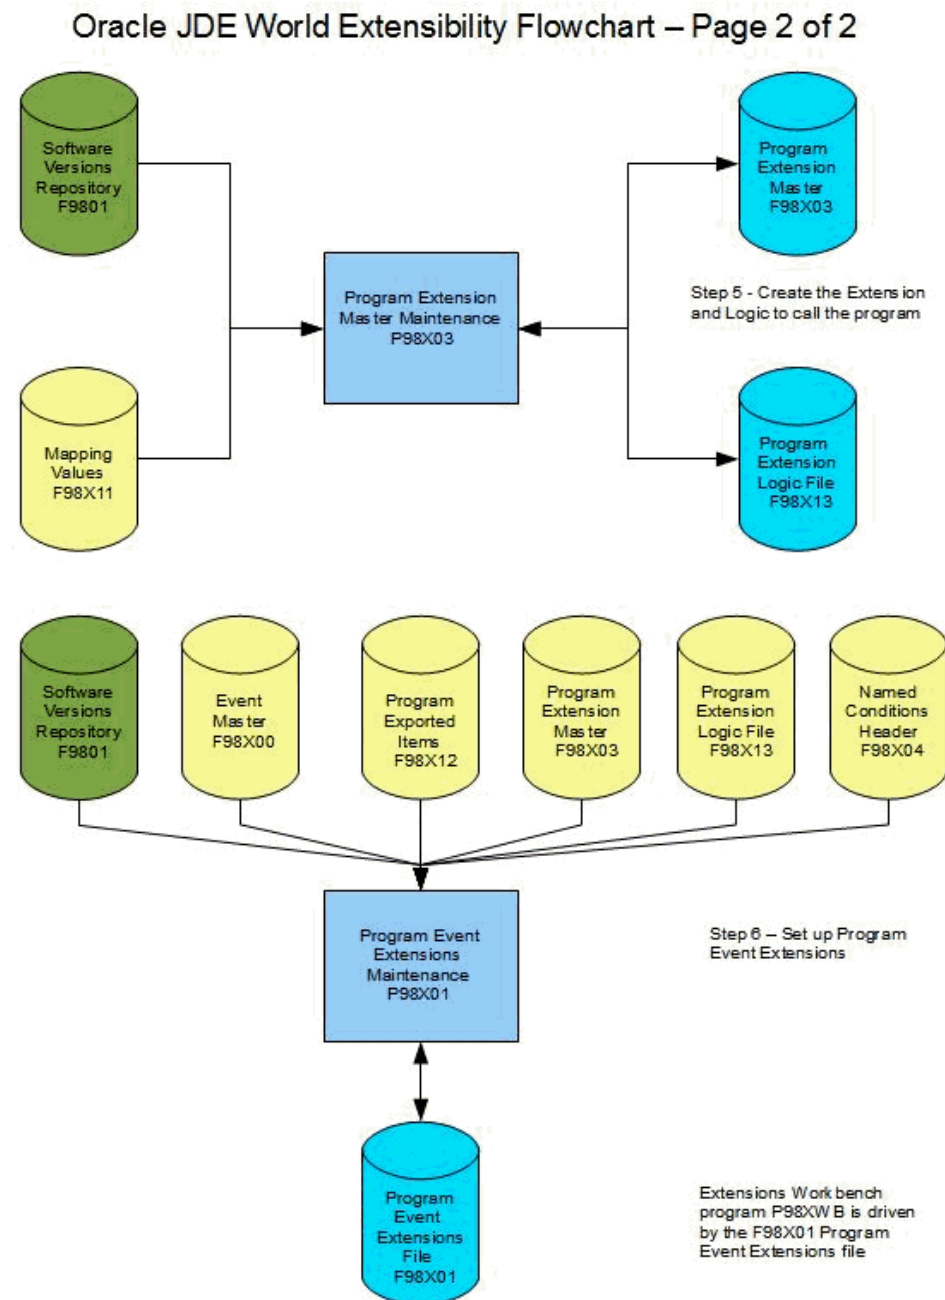 Oracle JDE World Extensibility Flowchart – Page 2 of 2
Software
Versions
Repository
F9801
Program
Extension
Master
F98X03
Program Extension
Master Maintenance
P98X03
Step 5 - Create the Extension
and Logic to call the program
Mapping
Values
F98X11
Program
Extension
Logic File
F98X13
Software
Versions
Repository
F9801
Event
Master
F98X00
Program
Exported
Items
F98X12
Program
Extension
Master
F98X03
Program
Extension
Logic File
F98X13
Named
Conditions
Header
F98X04
Program Event
Extensions
Maintenance
P98X01
Step 6 – Set up Program
Event Extensions
Program
Event
Extensions
File
F98X01
Extensions Workbench
program P98XWB is driven
by the F98X01 Program
Event Extensions file